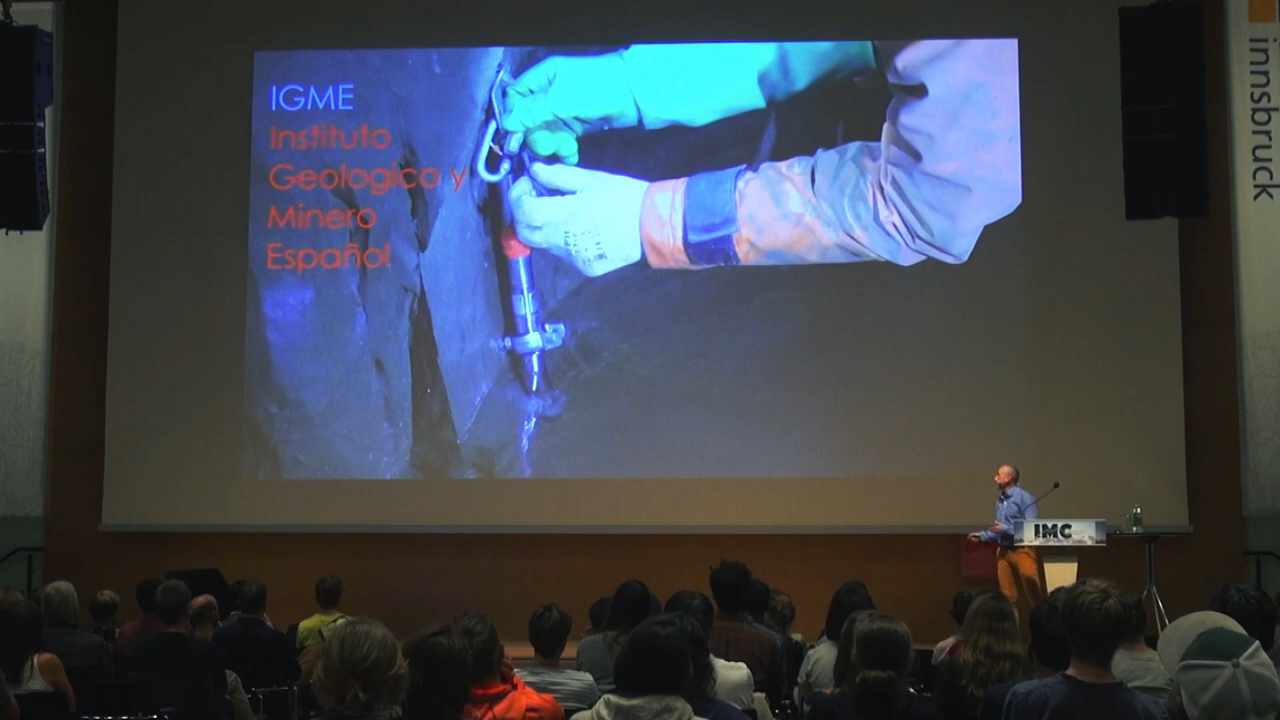 IGME
Instituto
Geologico y
Minero
Español
innsbruck
IMC